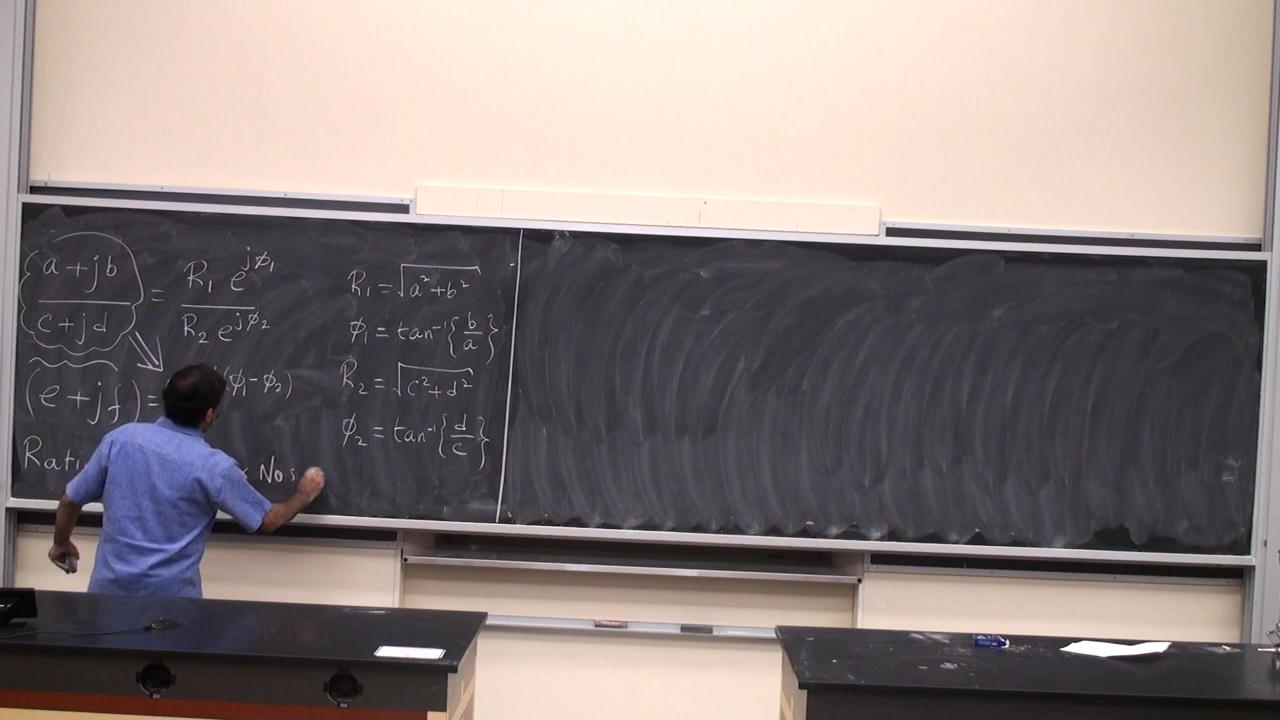 a + jb / c + jd = R₁ e^{jφ₁} / R₂ e^{jφ₂}
(e + jf) = (φ₁ - φ₂)
Rati Nos
R₁ = √(a² + b²)
φ₁ = tan⁻¹ {b/a}
R₂ = √(c² + d²)
φ₂ = tan⁻¹ {d/c}